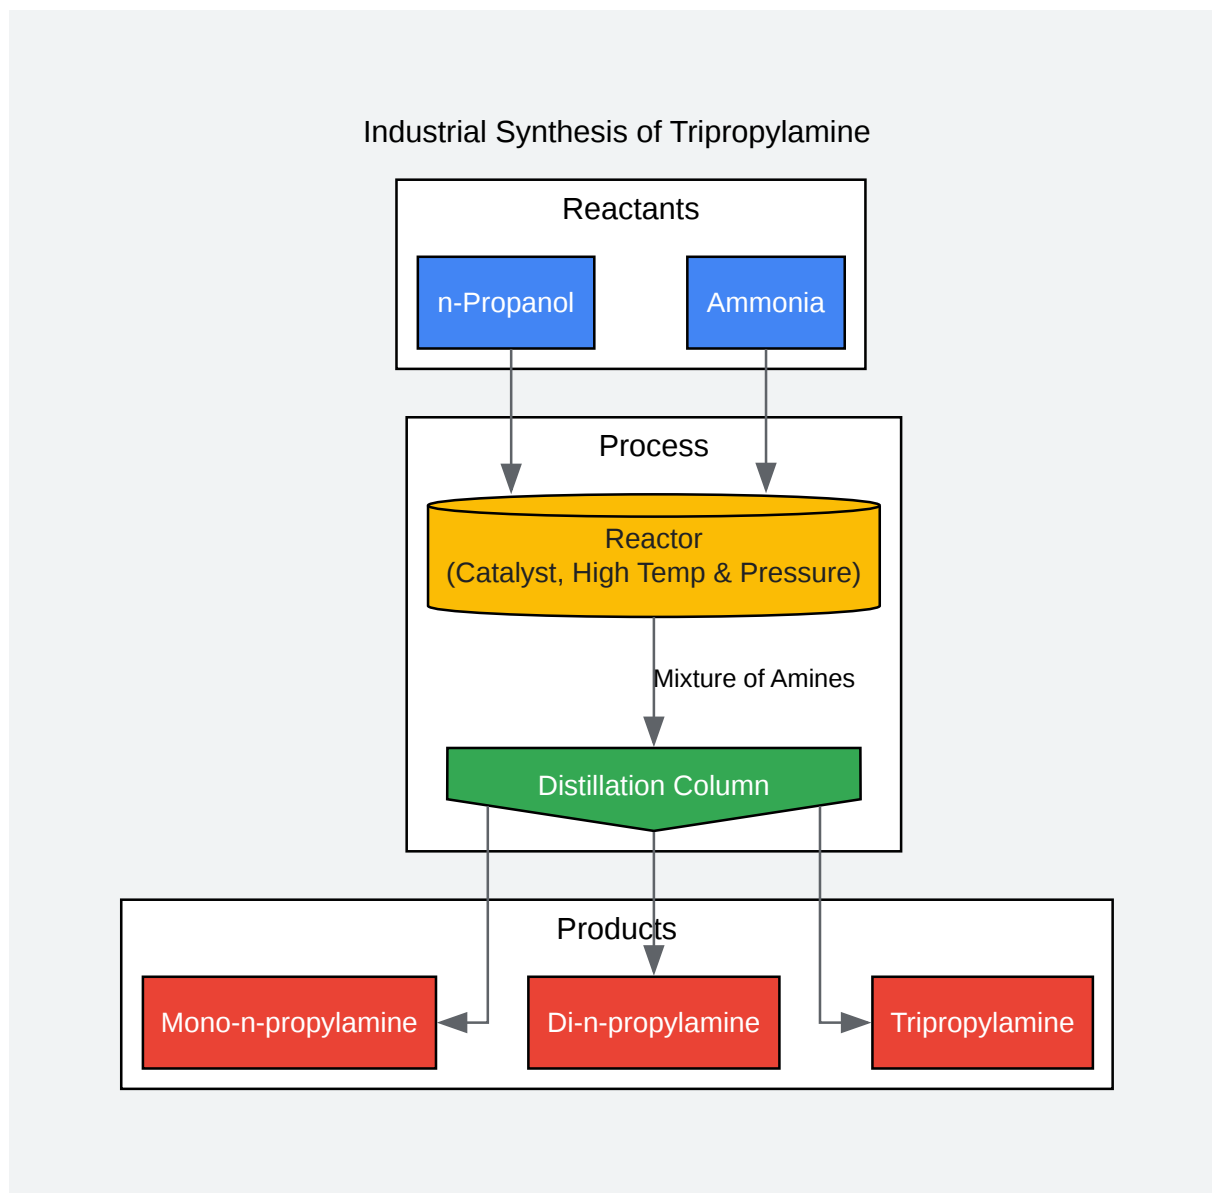 Industrial Synthesis of Tripropylamine
Reactants
n-Propanol
Ammonia
Process
Reactor
(Catalyst, High Temp & Pressure)
Mixture of Amines
Distillation Column
Products
Mono-n-propylamine
Di-n-propylamine
Tripropylamine